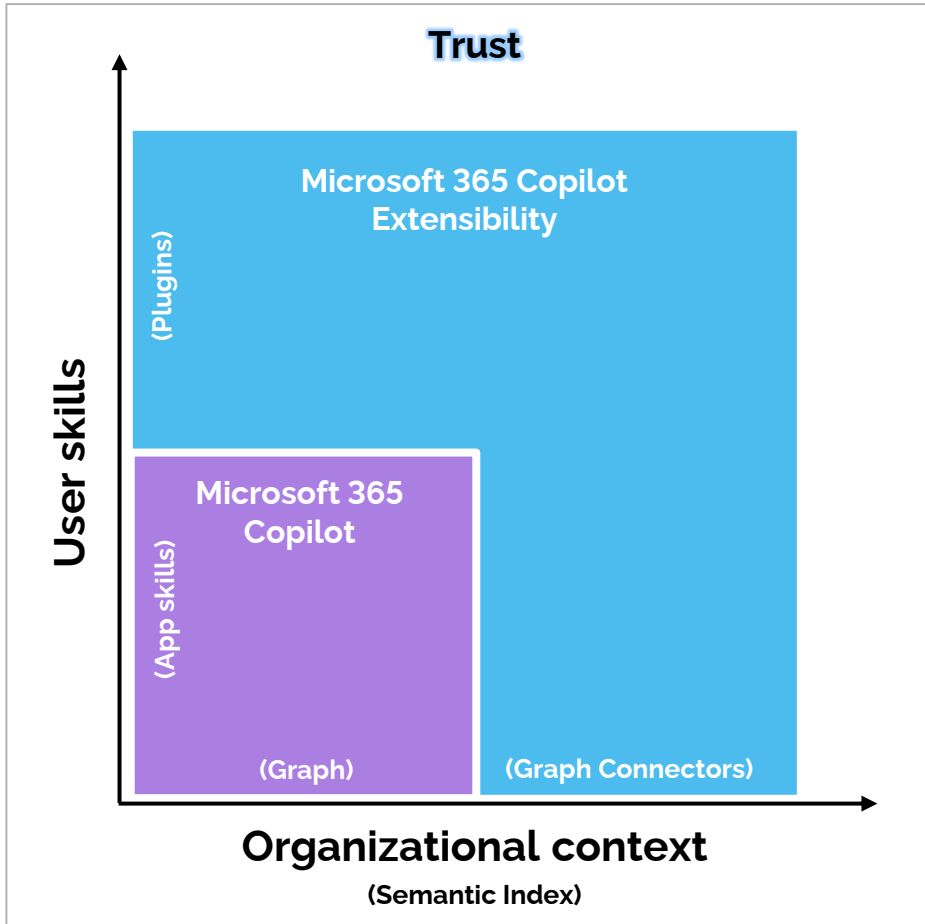 Trust
Microsoft 365 Copilot
Extensibility
(Plugins)
User skills
Microsoft 365
Copilot
(App skills)
(Graph)
(Graph Connectors)
Organizational context
(Semantic Index)